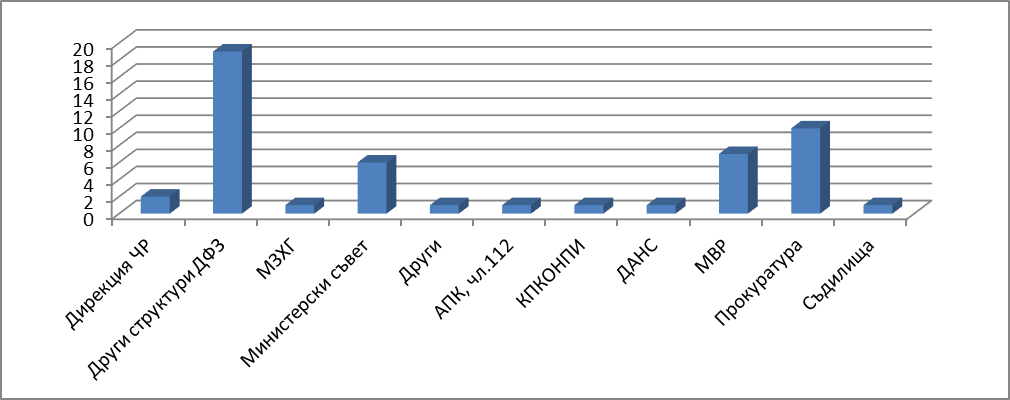 20
18
16
14
12
10
8
6
4
2
0
Дирекция ЧР
Други структури ДФЗ
МЗХГ
Министерски съвет
Други
АПК, чл.112
КПКОНПИ
ДАНС
МВР
Прокуратура
Съдилища